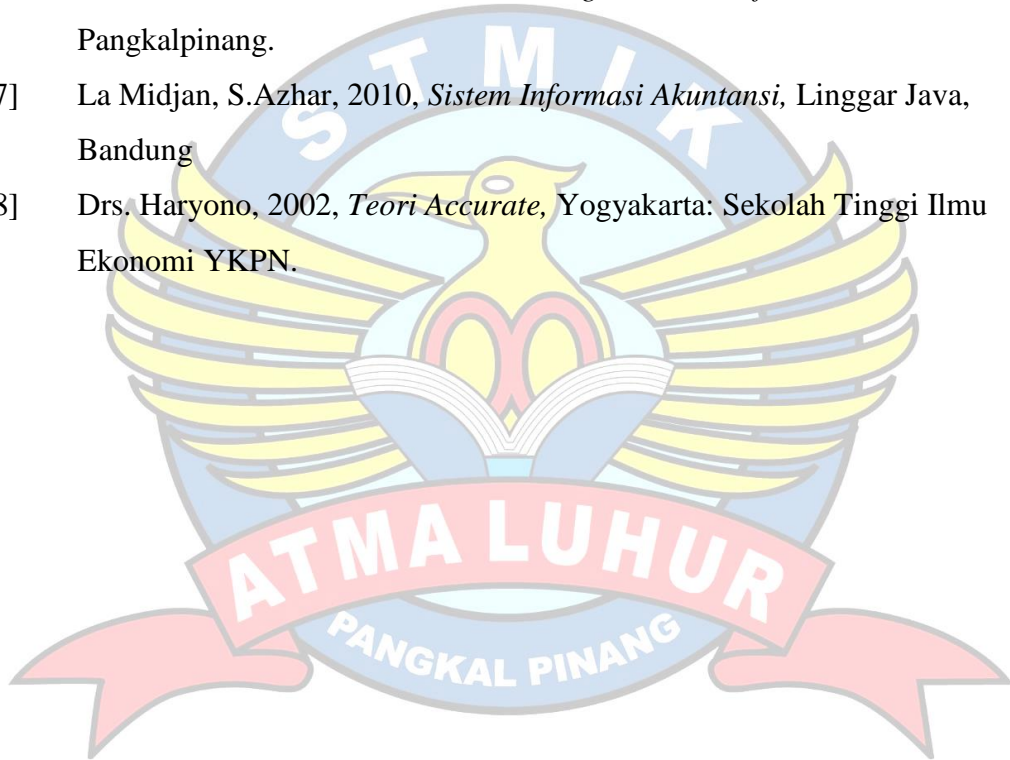 Pangkalpinang.
7] La Midjan, S.Azhar, 2010, Sistem Informasi Akuntansi, Linggar Java,
Bandung
8] Drs. Haryono, 2002, Teori Accurate, Yogyakarta: Sekolah Tinggi Ilmu
Ekonomi YKPN.
STMIK
ATMA LUHUR
PANGKAL PINANG